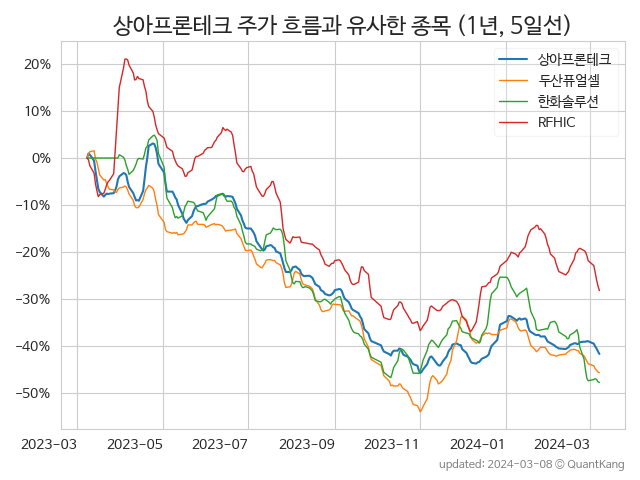 상아프론테크 주가 흐름과 유사한 종목 (1년, 5일선)
상아프론테크
두산퓨얼셀
한화솔루션
RFHIC
20%
10%
0%
−10%
−20%
−30%
−40%
−50%
2023-03 2023-05 2023-07 2023-09 2023-11 2024-01 2024-03
updated: 2024-03-08 © QuantKang